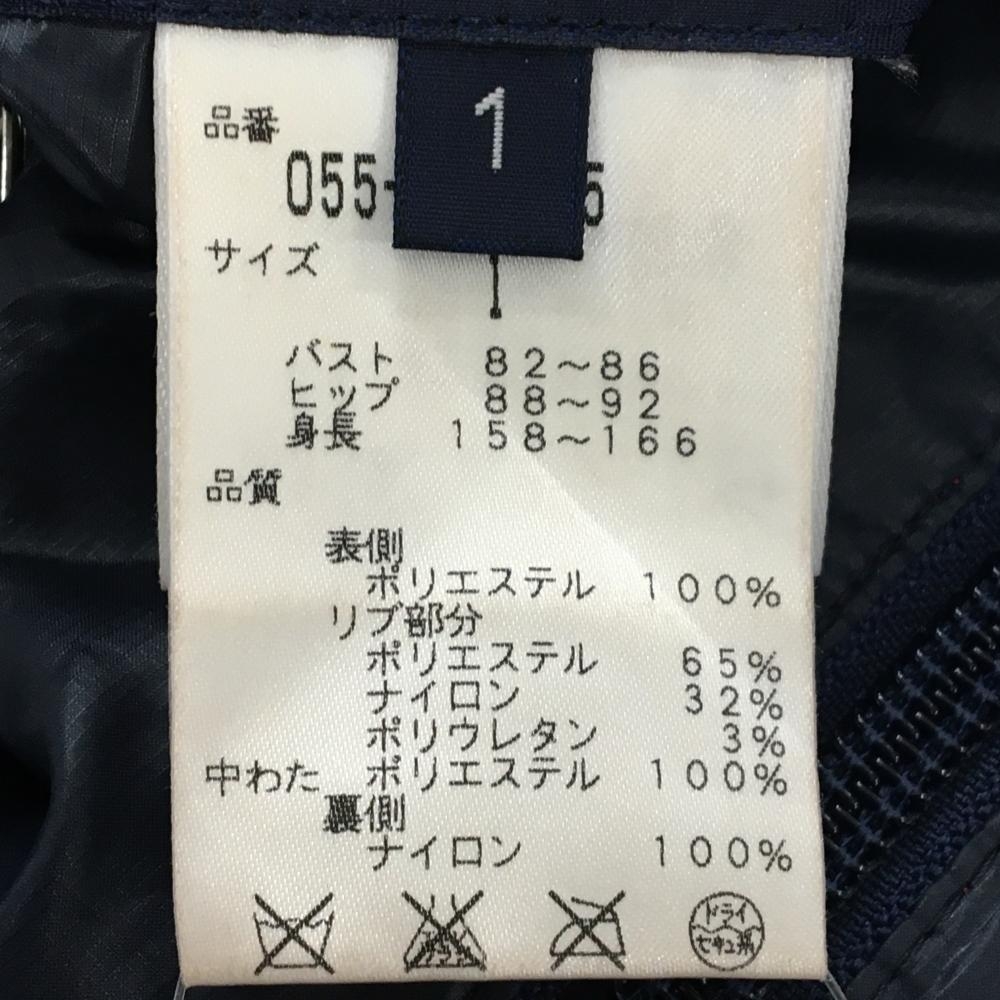 品番
1
055-
5
サイズ
バスト 82～86
ヒップ 88～92
身長 158～166
品質
表側
ポリエステル 100%
リブ部分
ポリエステル 65%
ナイロン 32%
ポリウレタン 3%
中わた ポリエステル 100%
裏側
ナイロン 100%
ドライ
セキユ系